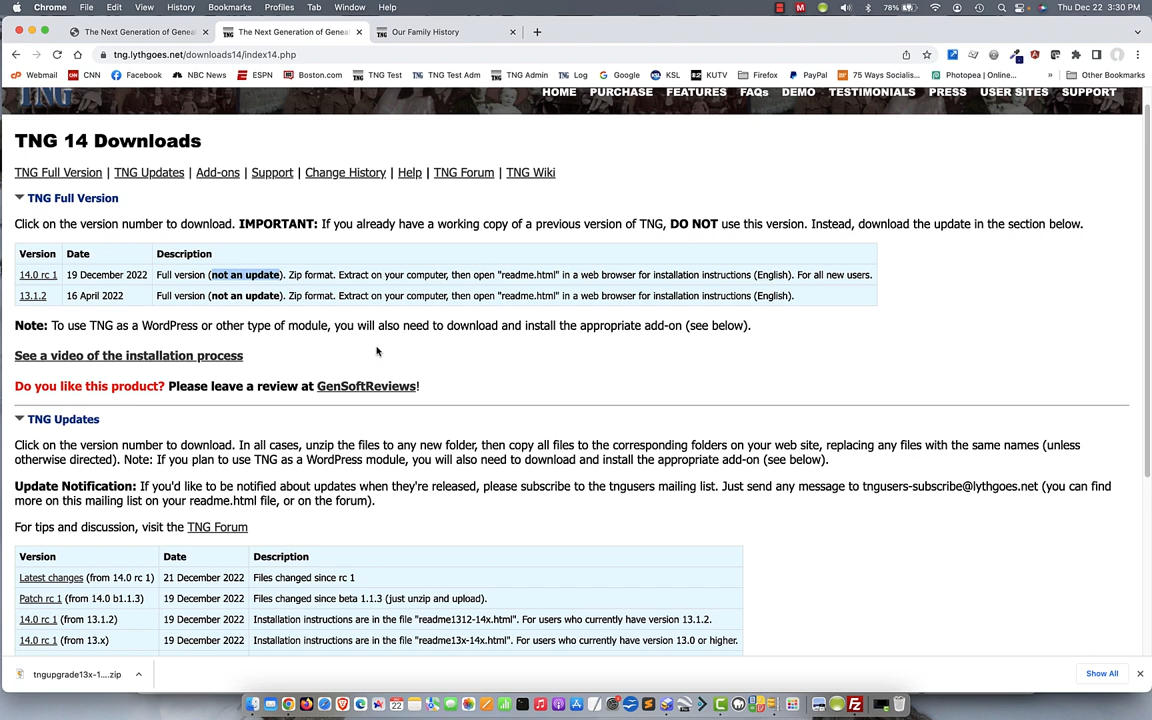 Chrome File Edit View History Bookmarks Profiles Tab Window Help 78% Thu Dec 22 3:30 PM
The Next Generation of Geneal The Next Generation of Geneal Our Family History
tng.lythgoes.net/downloads14/index14.php
Webmail CNN Facebook NBC News ESPN Boston.com TNG Test TNG Test Adm TNG Admin Log Google KSL KUTV Firefox PayPal 75 Ways Socialis... Photopea | Online... » Other Bookmarks
TNG HOME PURCHASE FEATURES FAQs DEMO TESTIMONIALS PRESS USER SITES SUPPORT
TNG 14 Downloads
TNG Full Version | TNG Updates | Add-ons | Support | Change History | Help | TNG Forum | TNG Wiki
TNG Full Version
Click on the version number to download. IMPORTANT: If you already have a working copy of a previous version of TNG, DO NOT use this version. Instead, download the update in the section below.
Version Date Description
14.0 rc 1 19 December 2022 Full version (not an update). Zip format. Extract on your computer, then open "readme.html" in a web browser for installation instructions (English). For all new users.
13.1.2 16 April 2022 Full version (not an update). Zip format. Extract on your computer, then open "readme.html" in a web browser for installation instructions (English).
Note: To use TNG as a WordPress or other type of module, you will also need to download and install the appropriate add-on (see below).
See a video of the installation process
Do you like this product? Please leave a review at GenSoftReviews!
TNG Updates
Click on the version number to download. In all cases, unzip the files to any new folder, then copy all files to the corresponding folders on your web site, replacing any files with the same names (unless
otherwise directed). Note: If you plan to use TNG as a WordPress module, you will also need to download and install the appropriate add-on (see below).
Update Notification: If you'd like to be notified about updates when they're released, please subscribe to the tngusers mailing list. Just send any message to tngusers-subscribe@lythgoes.net (you can find
more on this mailing list on your readme.html file, or on the forum).
For tips and discussion, visit the TNG Forum
Version Date Description
Latest changes (from 14.0 rc 1) 21 December 2022 Files changed since rc 1
Patch rc 1 (from 14.0 b1.1.3) 19 December 2022 Files changed since beta 1.1.3 (just unzip and upload).
14.0 rc 1 (from 13.1.2) 19 December 2022 Installation instructions are in the file "readme1312-14x.html". For users who currently have version 13.1.2.
14.0 rc 1 (from 13.x) 19 December 2022 Installation instructions are in the file "readme13x-14x.html". For users who currently have version 13.0 or higher.
tngupgrade13x-1....zip Show All